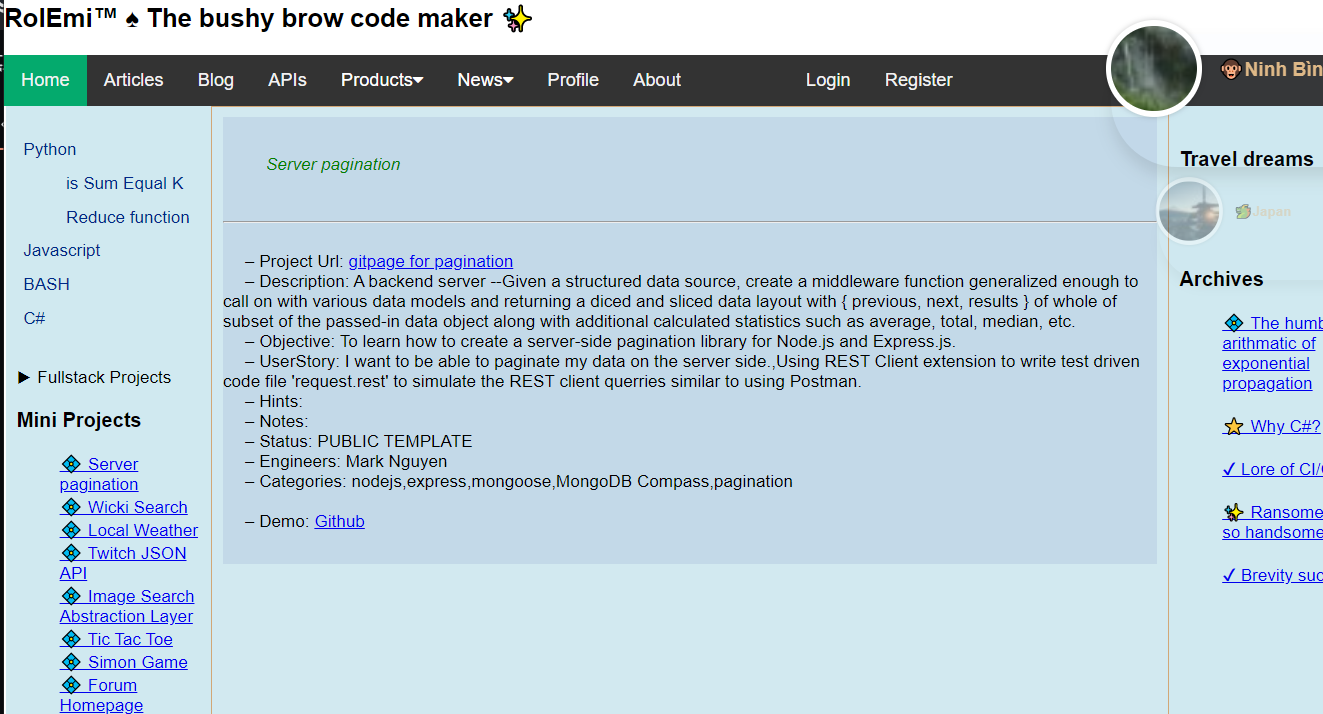 RolEmi™ ♠ The bushy brow code maker ✨
Home Articles Blog APIs Products News Profile About Login Register
🐵Ninh Bìn
Python
is Sum Equal K
Reduce function
Javascript
BASH
C#
▶ Fullstack Projects
Mini Projects
💠 Server
pagination
💠 Wicki Search
💠 Local Weather
💠 Twitch JSON
API
💠 Image Search
Abstraction Layer
💠 Tic Tac Toe
💠 Simon Game
💠 Forum
Homepage
Server pagination
– Project Url: gitpage for pagination
– Description: A backend server --Given a structured data source, create a middleware function generalized enough to
call on with various data models and returning a diced and sliced data layout with { previous, next, results } of whole of
subset of the passed-in data object along with additional calculated statistics such as average, total, median, etc.
– Objective: To learn how to create a server-side pagination library for Node.js and Express.js.
– UserStory: I want to be able to paginate my data on the server side.,Using REST Client extension to write test driven
code file 'request.rest' to simulate the REST client querries similar to using Postman.
– Hints:
– Notes:
– Status: PUBLIC TEMPLATE
– Engineers: Mark Nguyen
– Categories: nodejs,express,mongoose,MongoDB Compass,pagination
– Demo: Github
Travel dreams
🍃Japan
Archives
💠 The humb
arithmatic of
exponential
propagation
⭐ Why C#?
✓ Lore of CI/
✨ Ransome
so handsome
✓ Brevity suc